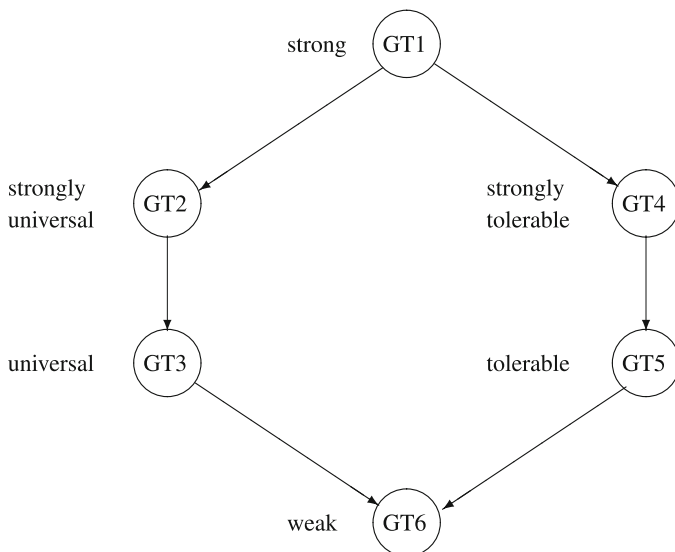 strong GT1
strongly
universal
GT2
strongly
tolerable
GT4
universal GT3
tolerable GT5
weak GT6